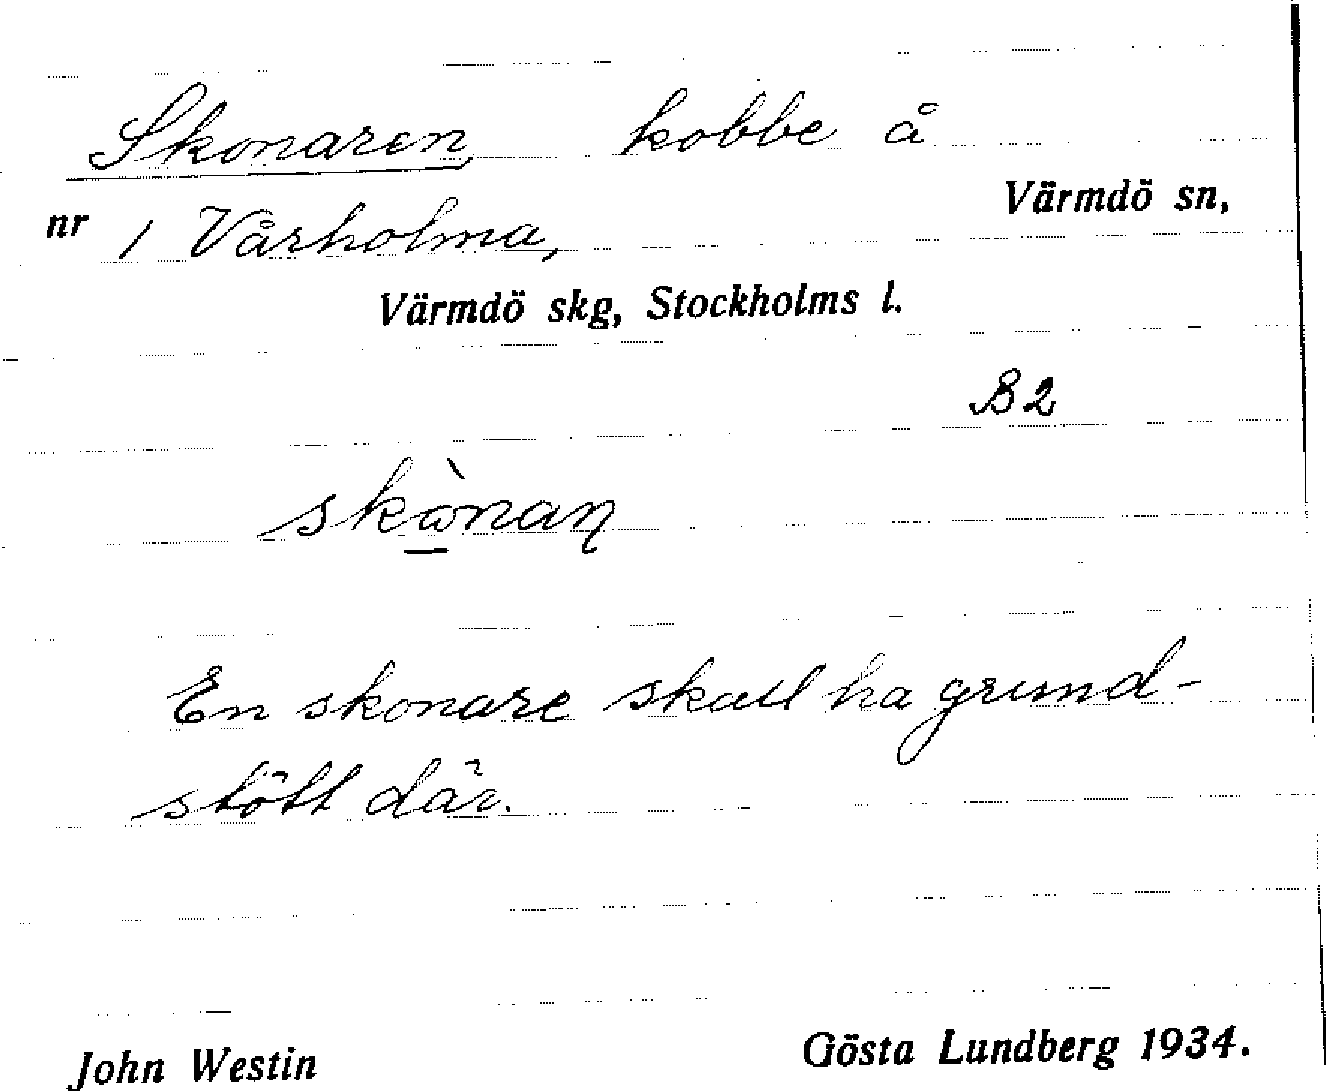 Skonaren kobbe å
nr 1 Vårholma, Värmdö sn,
Värmdö skg, Stockholms l.
B2
skònan
En skonare skall ha grund-
stött där.
John Westin Gösta Lundberg 1934.